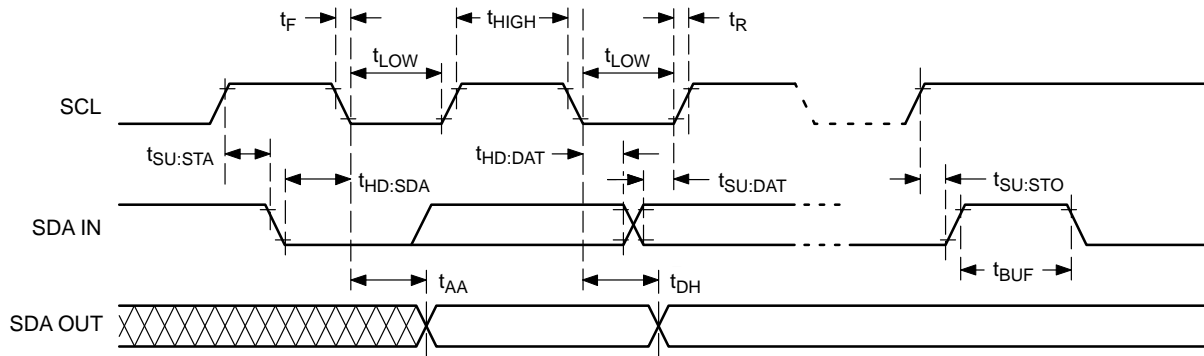 tF
tHIGH
tR
tLOW
tLOW
SCL
tSU:STA
tHD:SDA
tHD:DAT
tSU:DAT
tSU:STO
SDA IN
tBUF
tAA
tDH
SDA OUT